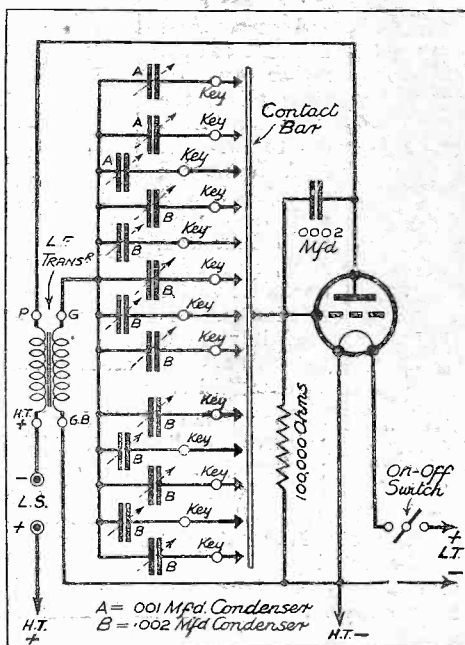 A
Key
Contact
Bar
A
Key
A
Key
B
Key
.0002
Mfd
L.F.
TRANSR
B
Key
B
Key
P
G
B
Key
B
Key
H.T.
+
G.B.
B
Key
B
Key
100,000 Ohms
-
L.S.
+
B
Key
B
Key
B
Key
On-Off
Switch
+
L.T.
-
A = .001 Mfd. Condenser
B = .002 Mfd Condenser
H.T.
+
H.T. -